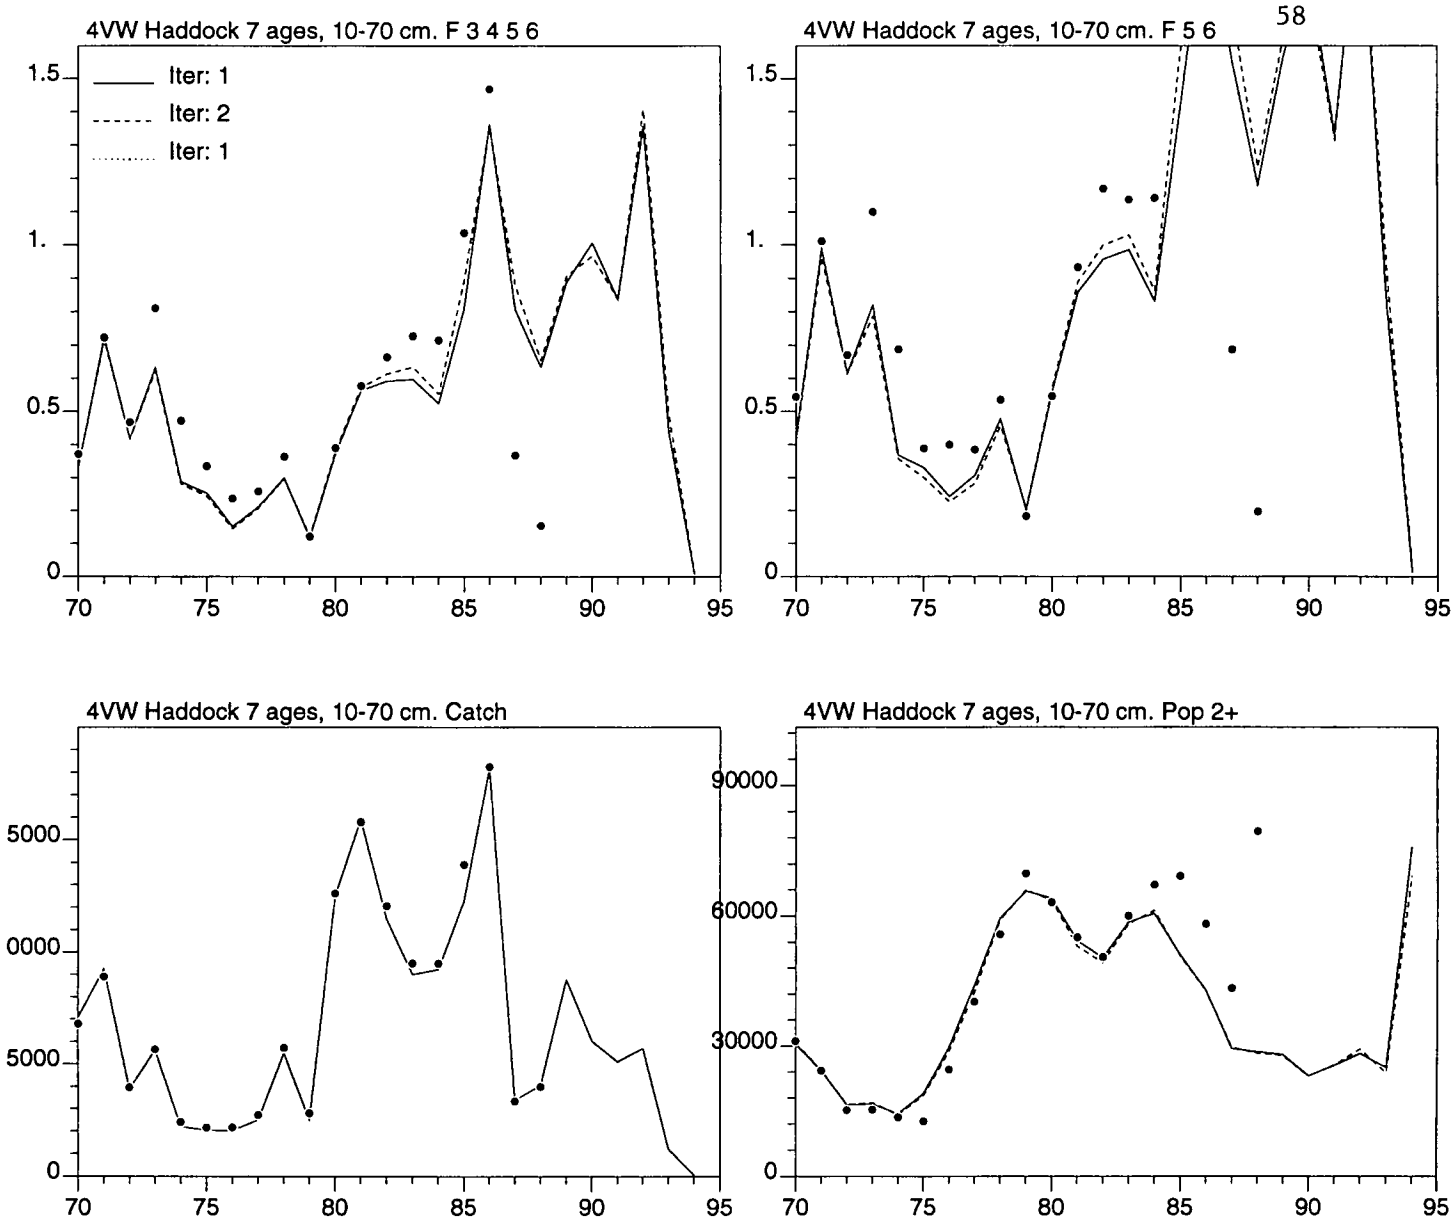 58
4VW Haddock 7 ages, 10-70 cm. F 3 4 5 6
1.5
1.
0.5
0
Iter: 1
Iter: 2
Iter: 1
70 75 80 85 90 95
4VW Haddock 7 ages, 10-70 cm. F 5 6
1.5
1.
0.5
0
70 75 80 85 90 95
4VW Haddock 7 ages, 10-70 cm. Catch
5000
0000
5000
0
70 75 80 85 90 95
4VW Haddock 7 ages, 10-70 cm. Pop 2+
90000
60000
30000
0
70 75 80 85 90 95